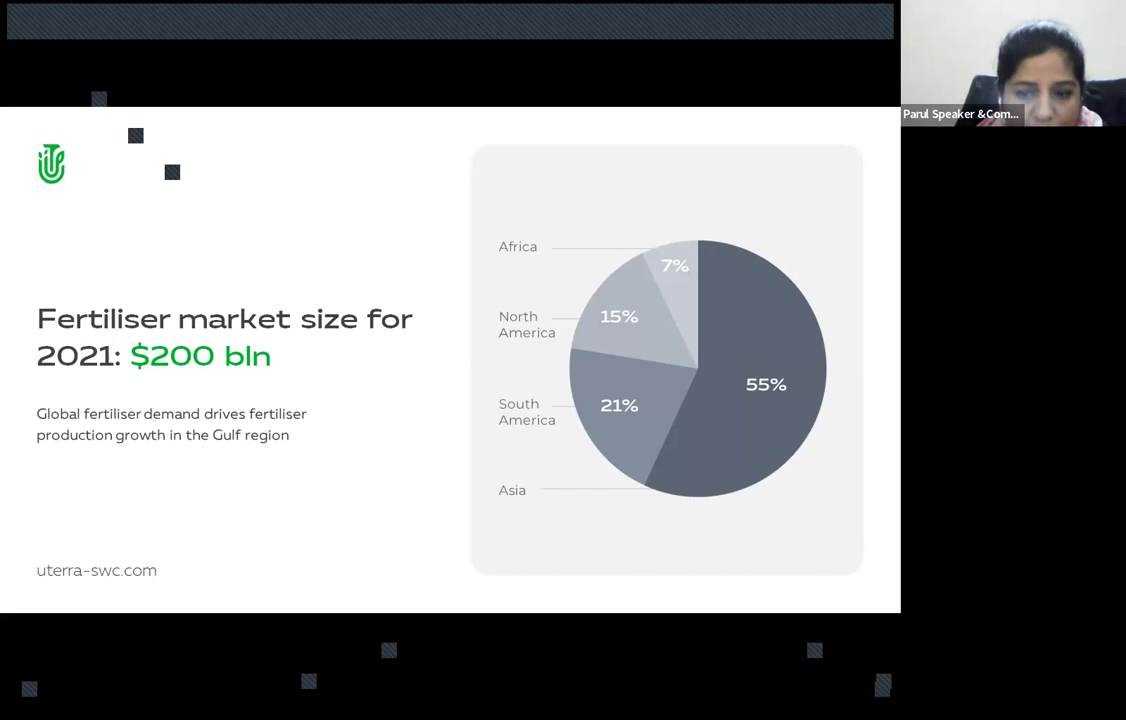 Parul Speaker &Com...
Fertiliser market size for
2021: $200 bln
Global fertiliser demand drives fertiliser
production growth in the Gulf region
uterra-swc.com
Africa
7%
North
America
15%
55%
South
America
21%
Asia